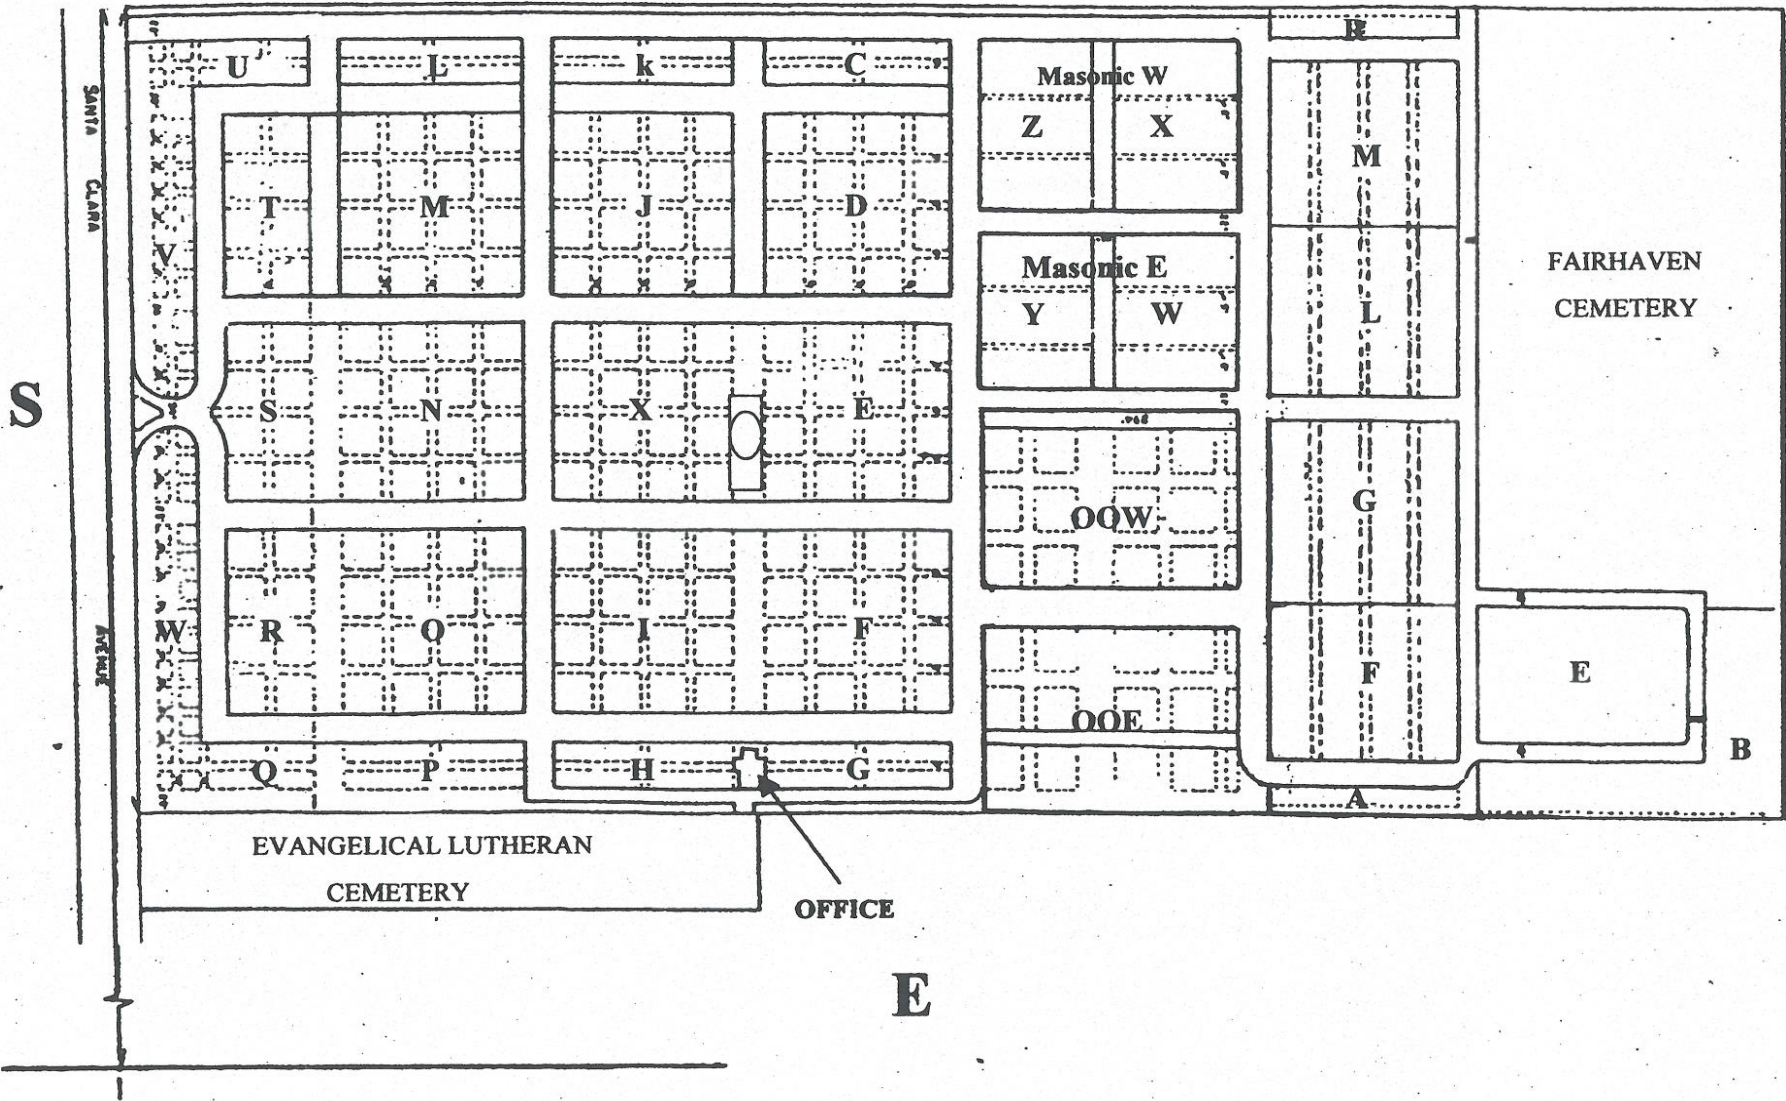 U
L
k
C
Masonic W
Z
X
M
T
M
J
D
V
SANTA CLARA AVENUE
Masonic E
Y
W
L
FAIRHAVEN
CEMETERY
S
S
N
X
E
OOW
G
W
R
O
I
F
OOE
F
E
B
Q
P
H
G
A
EVANGELICAL LUTHERAN
CEMETERY
OFFICE
E